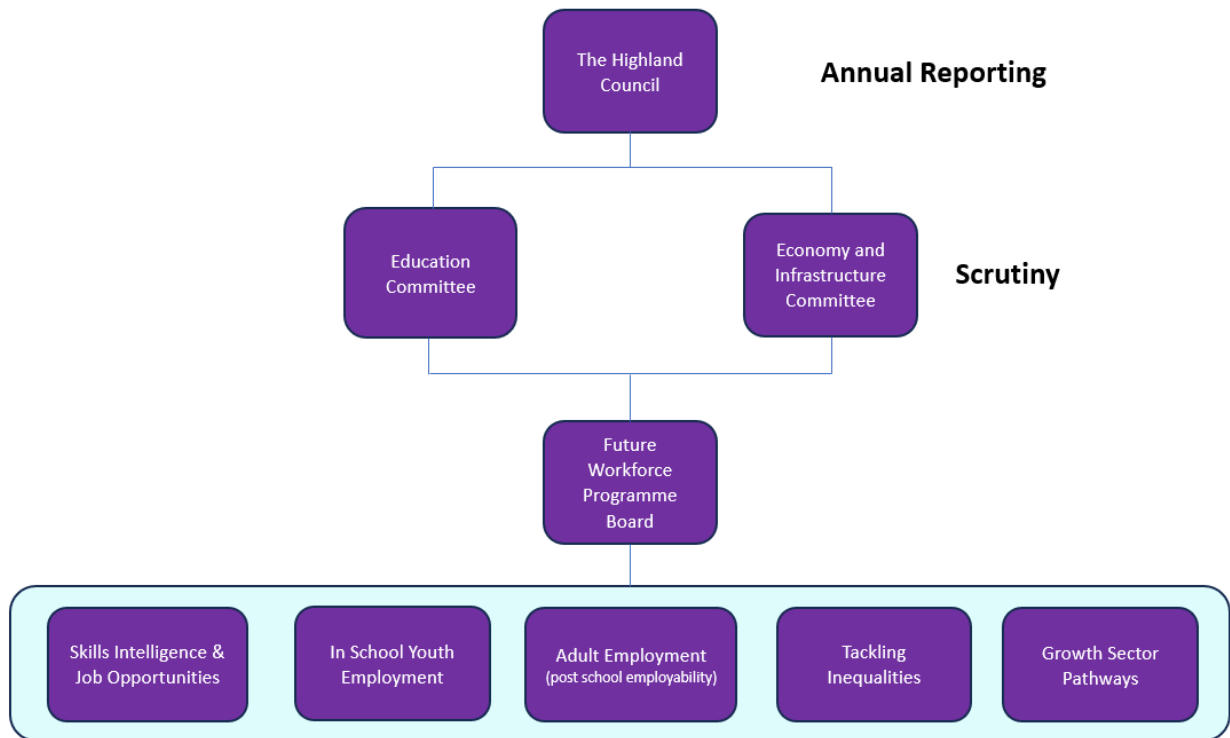 The Highland
Council
Annual Reporting
Education
Committee
Economy and
Infrastructure
Committee
Scrutiny
Future
Workforce
Programme
Board
Skills Intelligence &
Job Opportunities
In School Youth
Employment
Adult Employment
(post school employability)
Tackling
Inequalities
Growth Sector
Pathways